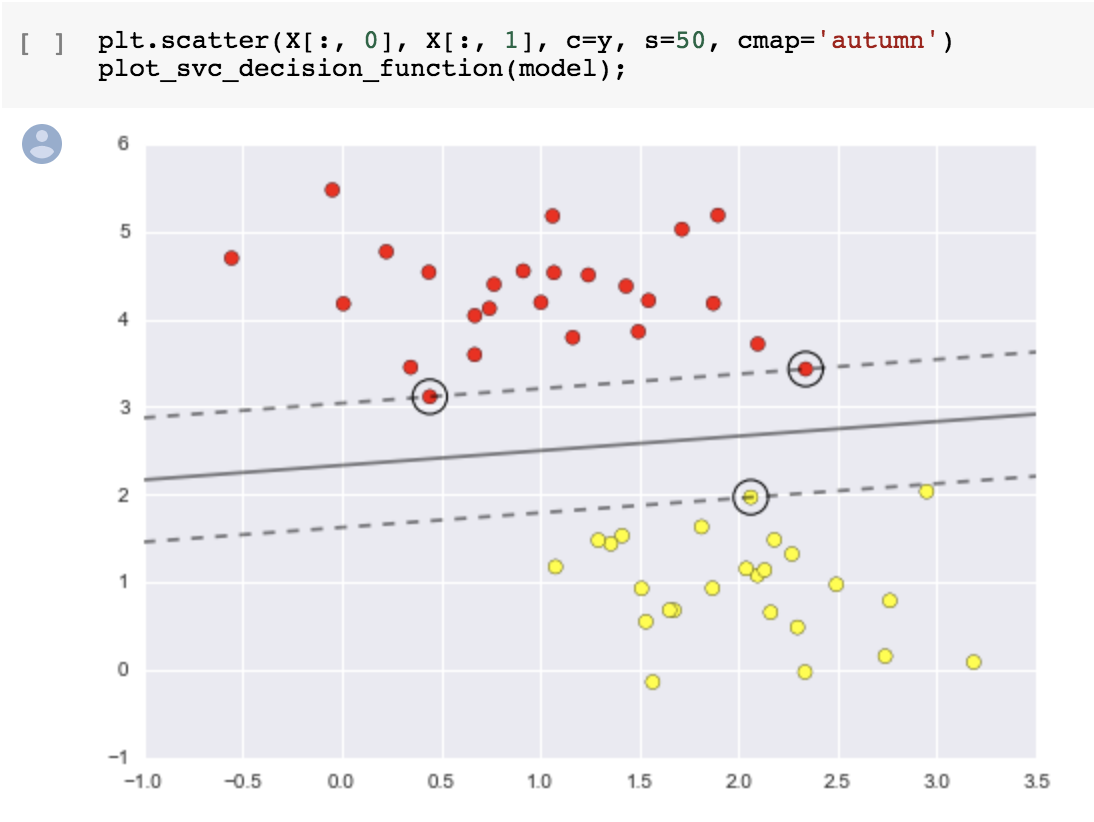 [ ] plt.scatter(X[:, 0], X[:, 1], c=y, s=50, cmap='autumn')
plot_svc_decision_function(model);
6
5
4
3
2
1
0
−1
−1.0 −0.5 0.0 0.5 1.0 1.5 2.0 2.5 3.0 3.5